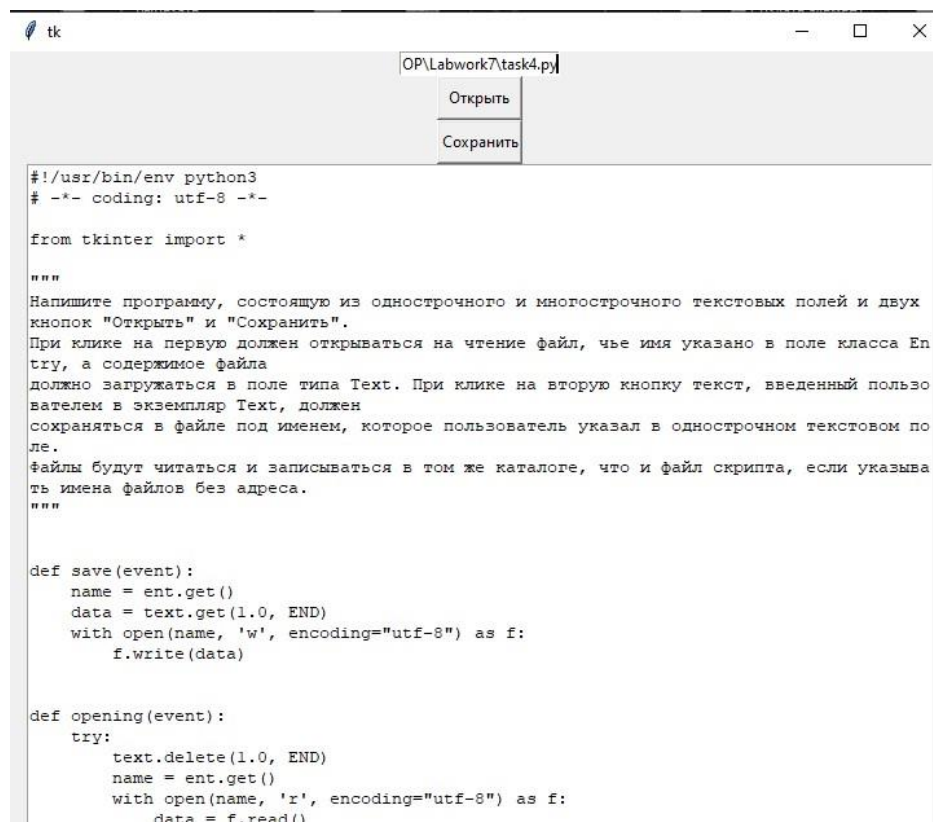 tk
OP\Labwork7\task4.py
Открыть
Сохранить
#!/usr/bin/env python3
# -*- coding: utf-8 -*-
from tkinter import *
"""
Напишите программу, состоящую из однострочного и многострочного текстовых полей и двух
кнопок "Открыть" и "Сохранить".
При клике на первую должен открываться на чтение файл, чье имя указано в поле класса En
try, а содержимое файла
должно загружаться в поле типа Text. При клике на вторую кнопку текст, введенный пользо
вателем в экземпляр Text, должен
сохраняться в файле под именем, которое пользователь указал в однострочном текстовом по
ле.
Файлы будут читаться и записываться в том же каталоге, что и файл скрипта, если указыва
ть имена файлов без адреса.
"""
def save(event):
    name = ent.get()
    data = text.get(1.0, END)
    with open(name, 'w', encoding="utf-8") as f:
        f.write(data)
def opening(event):
    try:
        text.delete(1.0, END)
        name = ent.get()
        with open(name, 'r', encoding="utf-8") as f:
            data = f.read()